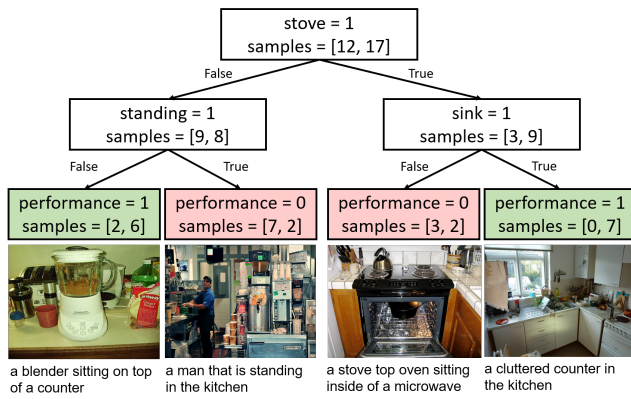 stove = 1
samples = [12, 17]
False
True
standing = 1
samples = [9, 8]
sink = 1
samples = [3, 9]
False
True
False
True
performance = 1
samples = [2, 6]
performance = 0
samples = [7, 2]
performance = 0
samples = [3, 2]
performance = 1
samples = [0, 7]
a blender sitting on top
of a counter
a man that is standing
in the kitchen
a stove top oven sitting
inside of a microwave
a cluttered counter in
the kitchen